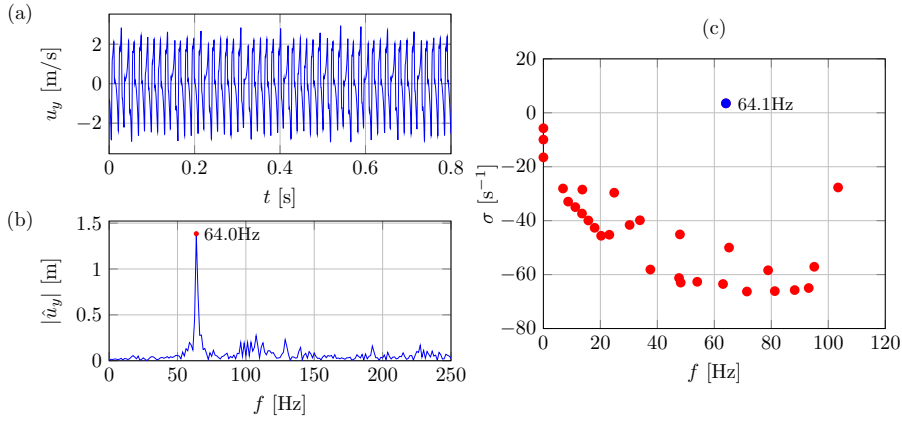 (a)
u_y [m/s]
2
0
−2
0 0.2 0.4 0.6 0.8
t [s]
(b)
|û_y| [m]
1.5
1
0.5
0
64.0Hz
0 50 100 150 200 250
f [Hz]
(c)
σ [s⁻¹]
0
−20
−40
−60
−80
64.1Hz
0 20 40 60 80 100 120
f [Hz]